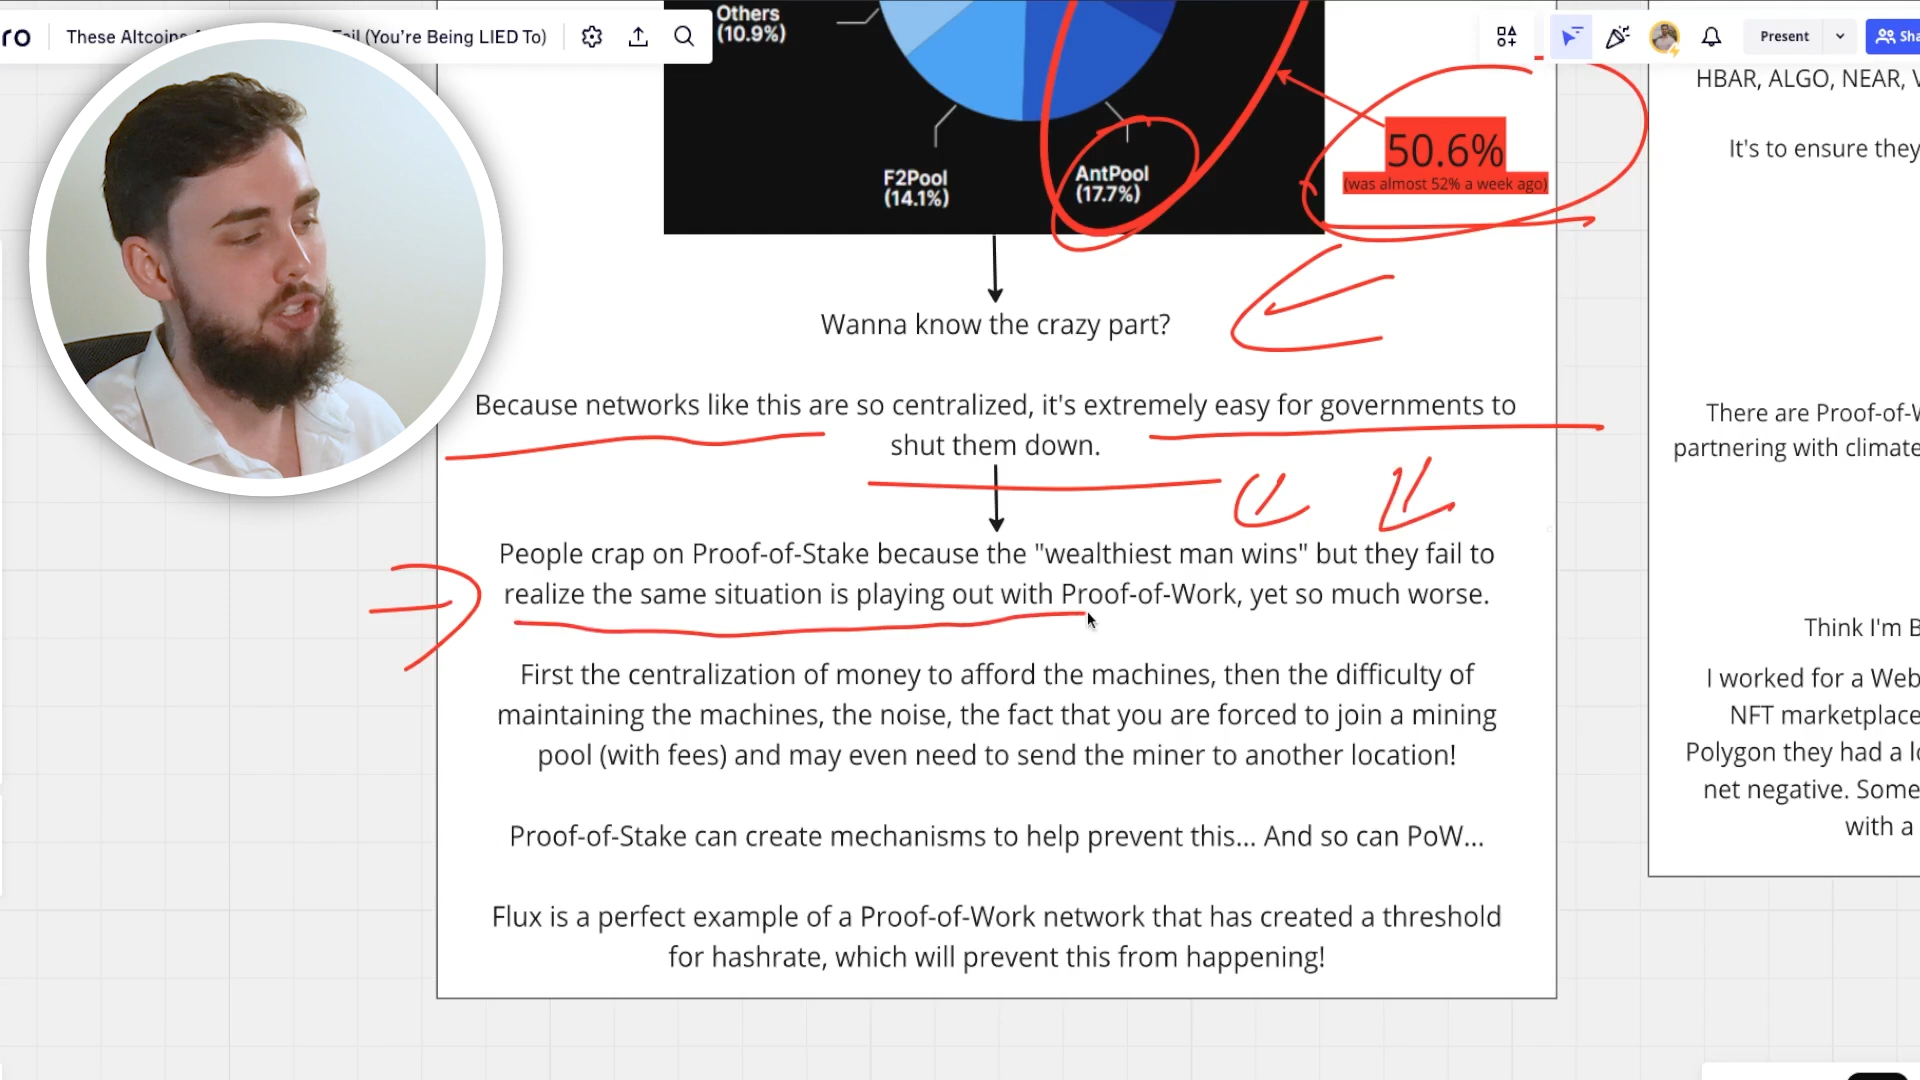 ro
These Altcoins
Fail (You're Being LIED To)
Present
Sha
Others
(10.9%)
F2Pool
(14.1%)
AntPool
(17.7%)
50.6%
(was almost 52% a week ago)
Wanna know the crazy part?
Because networks like this are so centralized, it's extremely easy for governments to
shut them down.
People crap on Proof-of-Stake because the "wealthiest man wins" but they fail to
realize the same situation is playing out with Proof-of-Work, yet so much worse.
First the centralization of money to afford the machines, then the difficulty of
maintaining the machines, the noise, the fact that you are forced to join a mining
pool (with fees) and may even need to send the miner to another location!
Proof-of-Stake can create mechanisms to help prevent this... And so can PoW...
Flux is a perfect example of a Proof-of-Work network that has created a threshold
for hashrate, which will prevent this from happening!
HBAR, ALGO, NEAR, V
It's to ensure they
There are Proof-of-W
partnering with climate
Think I'm B
I worked for a Web
NFT marketplace
Polygon they had a lo
net negative. Some
with a